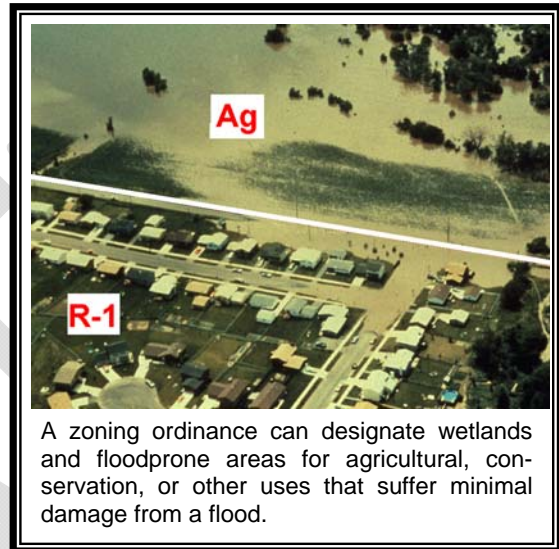 Ag
R-1
A zoning ordinance can designate wetlands
and floodprone areas for agricultural, con-
servation, or other uses that suffer minimal
damage from a flood.